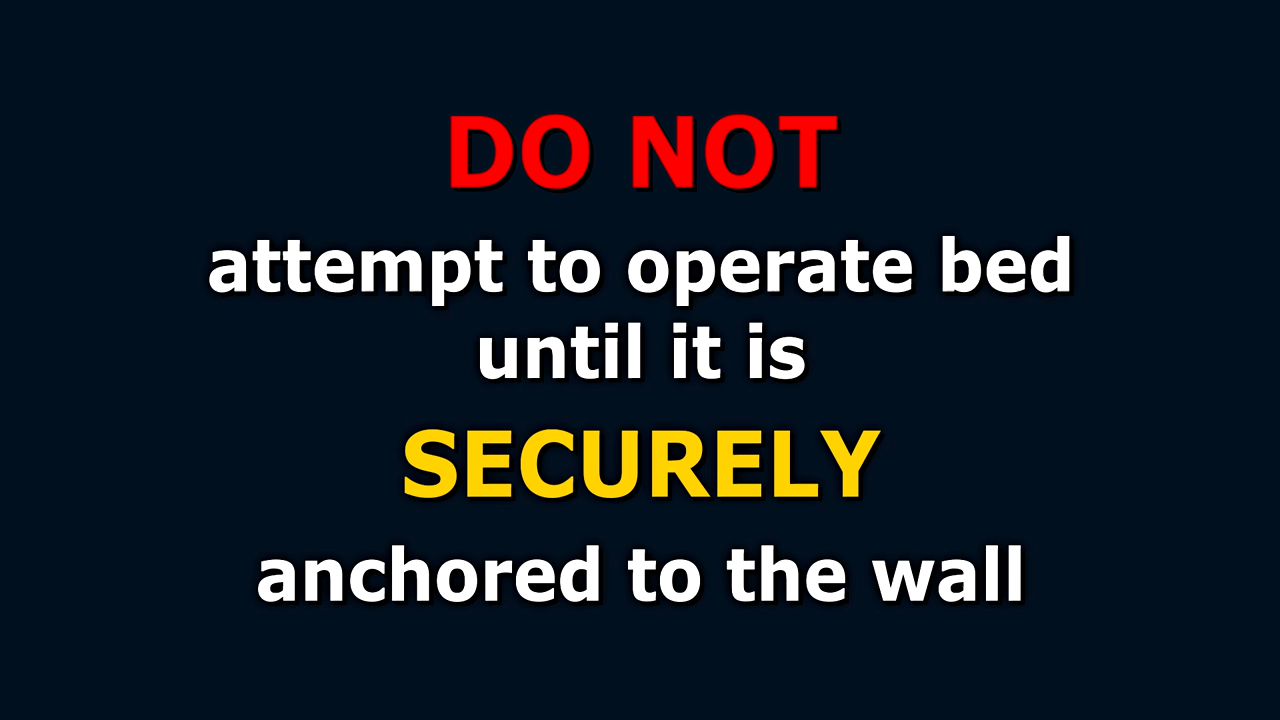 DO NOT
attempt to operate bed
until it is
SECURELY
anchored to the wall